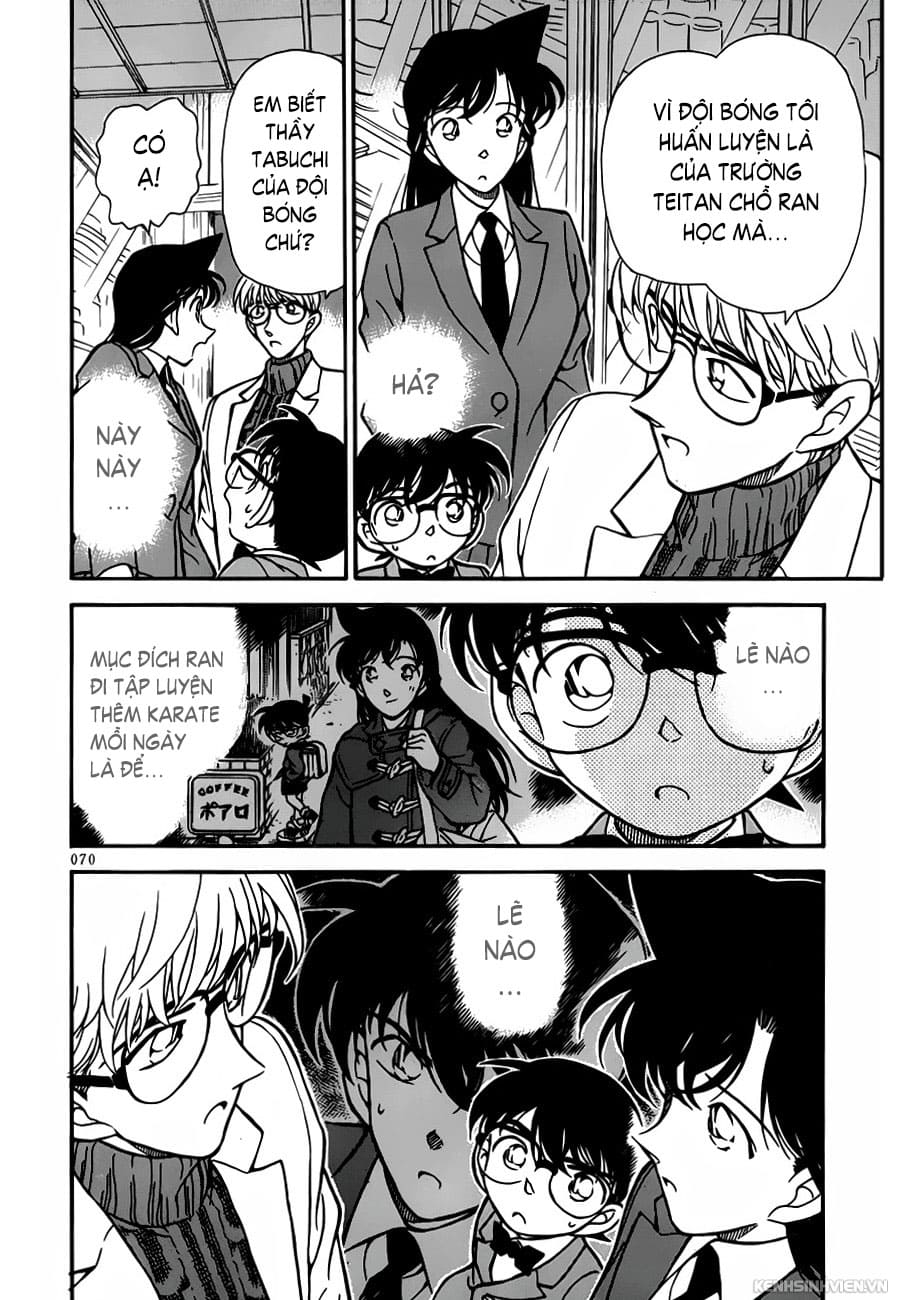 VÌ ĐỘI BÓNG TÔI
HUẤN LUYỆN LÀ
CỦA TRƯỜNG
TEITAN CHỖ RAN
HỌC MÀ...
HẢ?
EM BIẾT
THẦY
TABUCHI
CỦA ĐỘI
BÓNG
CHỨ?
CÓ
Ạ!
NÀY
NÀY
...
LẼ NÀO
...
MỤC ĐÍCH RAN
ĐI TẬP LUYỆN
THÊM KARATE
MỖI NGÀY
LÀ ĐỂ...
COFFEE
ポアロ
070
LẼ
NÀO
...
KENHSINHVIEN.VN